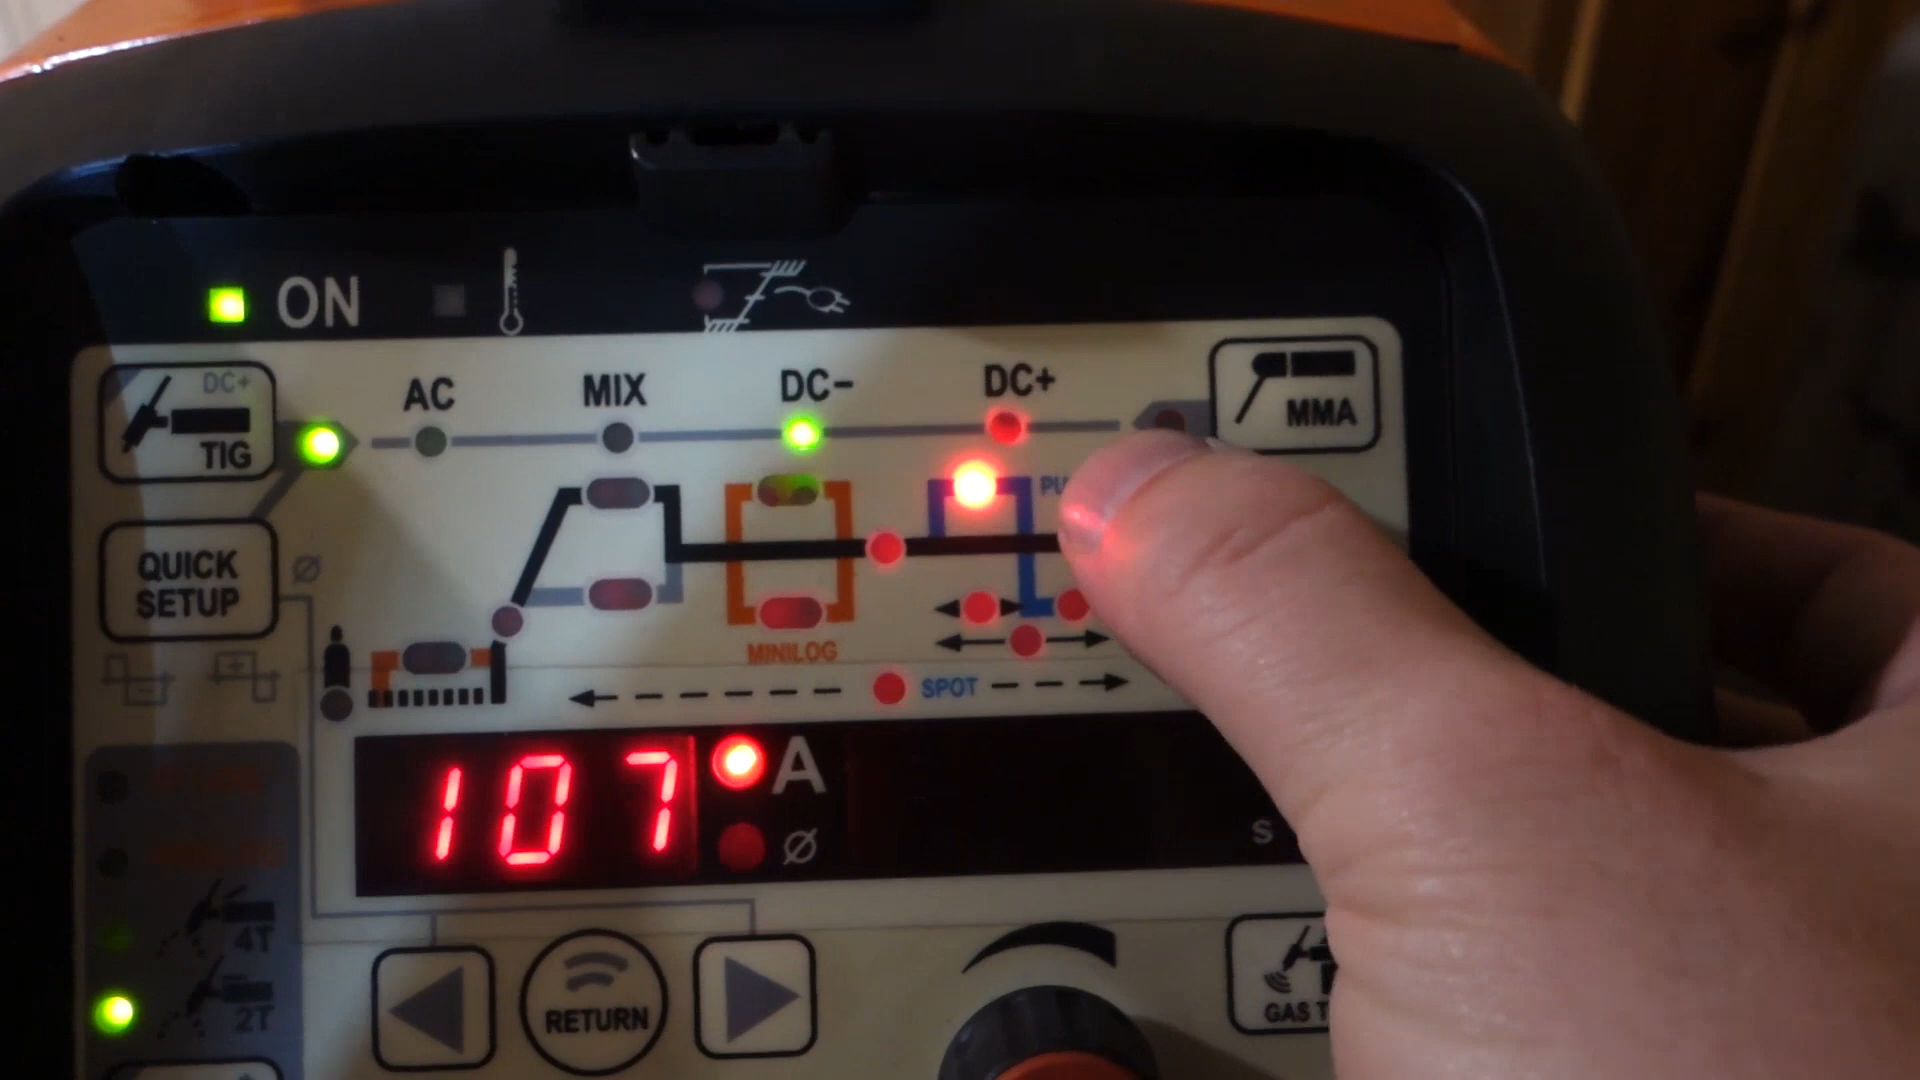 ON
DC+
TIG
AC
MIX
DC−
DC+
MMA
QUICK
SETUP
Ø
MINILOG
SPOT
107
A
Ø
S
4T
2T
RETURN
GAS